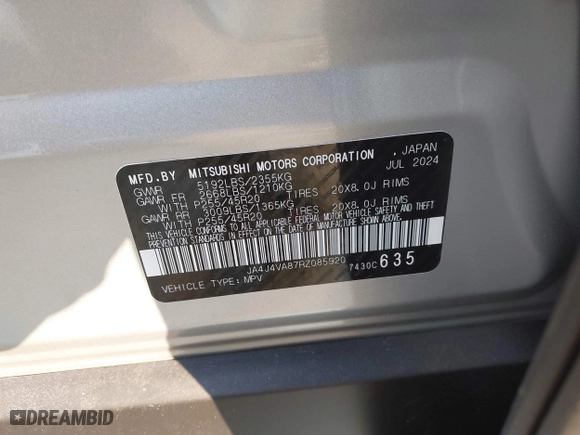 MFD.BY MITSUBISHI MOTORS CORPORATION , JAPAN
GVWR 5192LBS/2355KG JUL 2024
GAWR FR 2668LBS/1210KG
WITH P255/45R20 TIRES 20X8.0J RIMS
GAWR RR 3009LBS/1365KG
WITH P255/45R20 TIRES 20X8.0J RIMS
THIS VEHICLE CONFORMS TO ALL APPLICABLE FEDERAL MOTOR VEHICLE
SAFETY, BUMPER AND THEFT PREVENTION STANDARDS IN EFFECT ON THE
DATE OF MANUFACTURE SHOWN ABOVE.
JA4J4VA87RZ085920 7430C 635
VEHICLE TYPE:MPV
DREAMBID